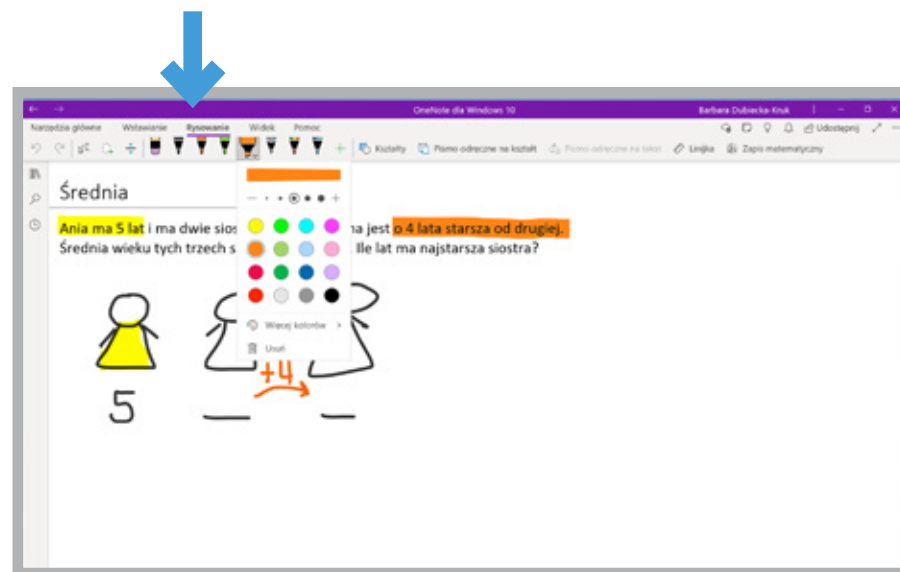 OneNote dla Windows 10
Barbara Dubiecka-Kruk
Narzędzia główne Wstawianie Rysowanie Widok Pomoc
Udostępnij
Kształty Pismo odręczne na kształt Pismo odręczne na tekst Linijka Zapis matematyczny
Średnia
Ania ma 5 lat i ma dwie sios na jest o 4 lata starsza od drugiej.
Średnia wieku tych trzech s Ile lat ma najstarsza siostra?
Więcej kolorów
Usuń
+4
5